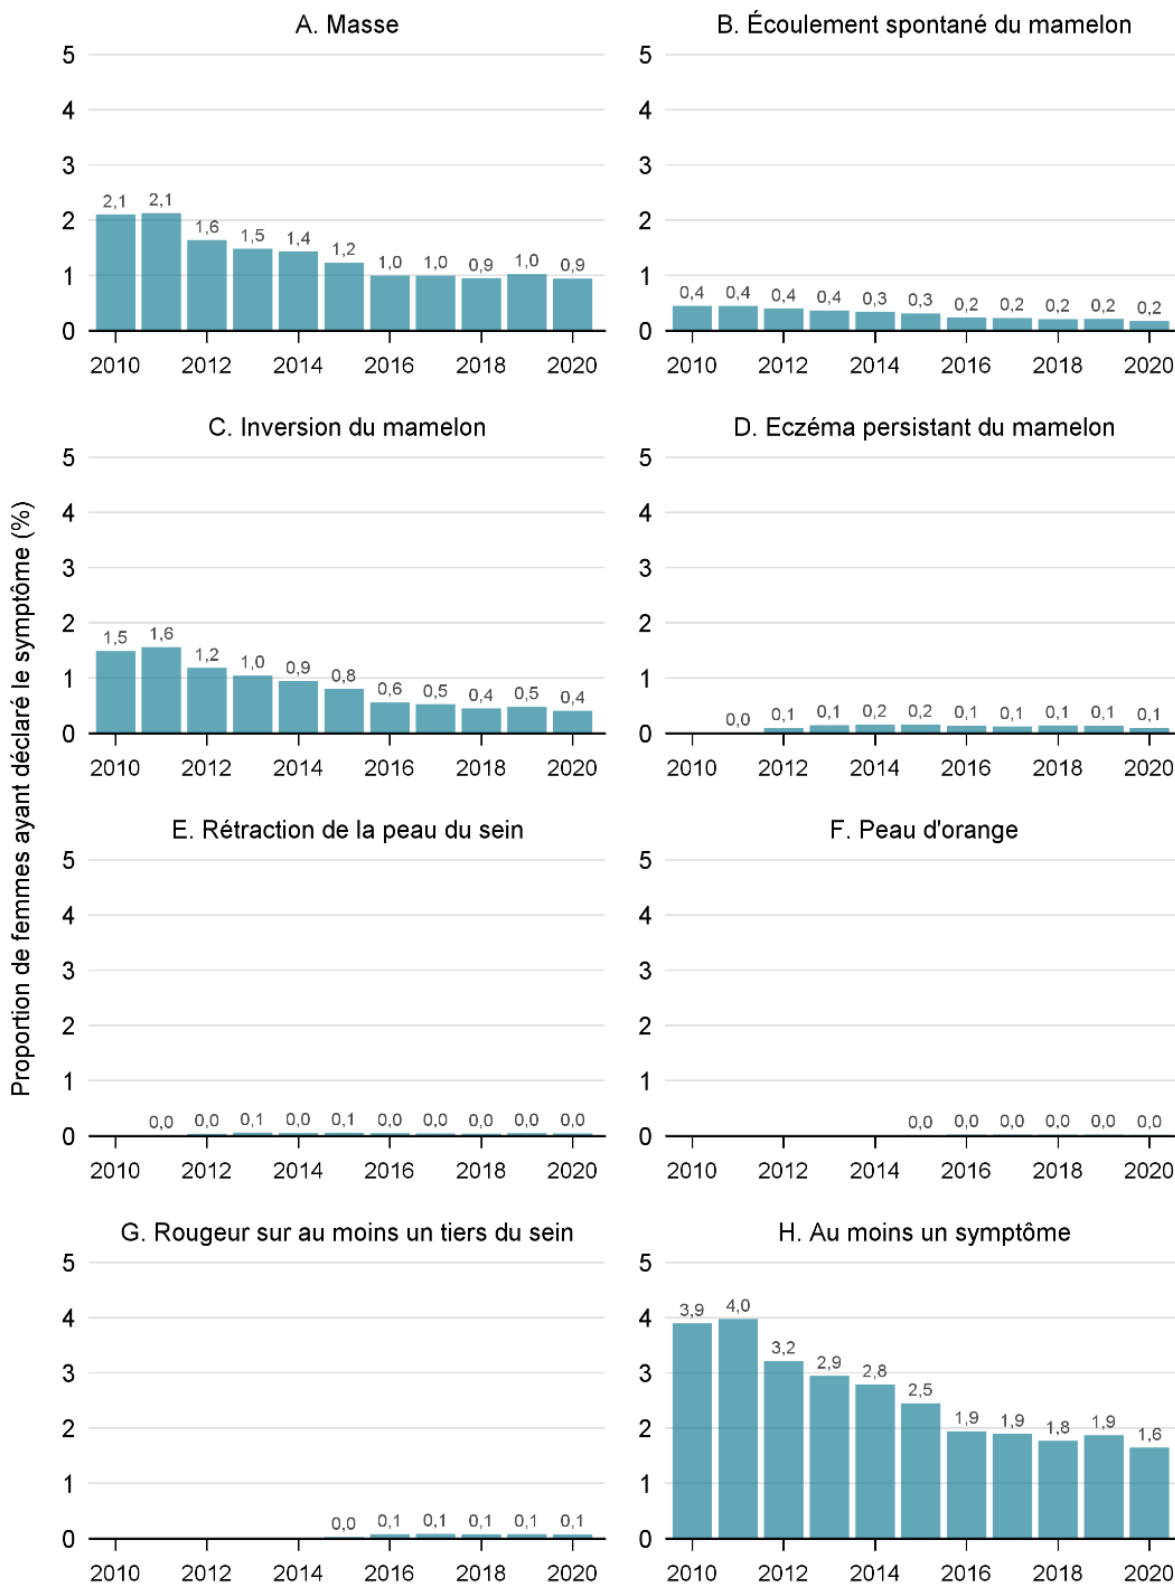 A. Masse
5
4
3
2
1
0
2,1 2,1 1,6 1,5 1,4 1,2 1,0 1,0 0,9 1,0 0,9
2010 2012 2014 2016 2018 2020
B. Écoulement spontané du mamelon
5
4
3
2
1
0
0,4 0,4 0,4 0,4 0,3 0,3 0,2 0,2 0,2 0,2 0,2
2010 2012 2014 2016 2018 2020
Proportion de femmes ayant déclaré le symptôme (%)
C. Inversion du mamelon
5
4
3
2
1
0
1,5 1,6 1,2 1,0 0,9 0,8 0,6 0,5 0,4 0,5 0,4
2010 2012 2014 2016 2018 2020
D. Eczéma persistant du mamelon
5
4
3
2
1
0
0,0 0,1 0,1 0,2 0,2 0,1 0,1 0,1 0,1 0,1
2010 2012 2014 2016 2018 2020
E. Rétraction de la peau du sein
5
4
3
2
1
0
0,0 0,0 0,1 0,0 0,1 0,0 0,0 0,0 0,0 0,0
2010 2012 2014 2016 2018 2020
F. Peau d'orange
5
4
3
2
1
0
0,0 0,0 0,0 0,0 0,0 0,0
2010 2012 2014 2016 2018 2020
G. Rougeur sur au moins un tiers du sein
5
4
3
2
1
0
0,0 0,1 0,1 0,1 0,1 0,1
2010 2012 2014 2016 2018 2020
H. Au moins un symptôme
5
4
3
2
1
0
3,9 4,0 3,2 2,9 2,8 2,5 1,9 1,9 1,8 1,9 1,6
2010 2012 2014 2016 2018 2020